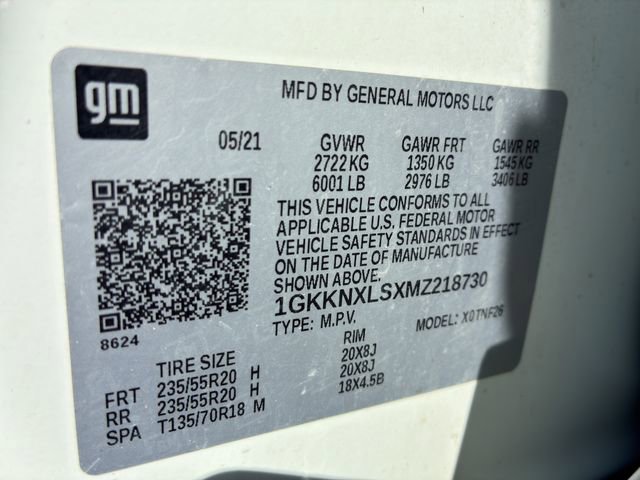 gm
MFD BY GENERAL MOTORS LLC
05/21 GVWR GAWR FRT GAWR RR
2722 KG 1350 KG 1545 KG
6001 LB 2976 LB 3406 LB
THIS VEHICLE CONFORMS TO ALL
APPLICABLE U.S. FEDERAL MOTOR
VEHICLE SAFETY STANDARDS IN EFFECT
ON THE DATE OF MANUFACTURE
SHOWN ABOVE.
1GKKNXLSXMZ218730
TYPE: M.P.V. MODEL: X0TNF26
8624
TIRE SIZE RIM
FRT 235/55R20 H 20X8J
RR 235/55R20 H 20X8J
SPA T135/70R18 M 18X4.5B